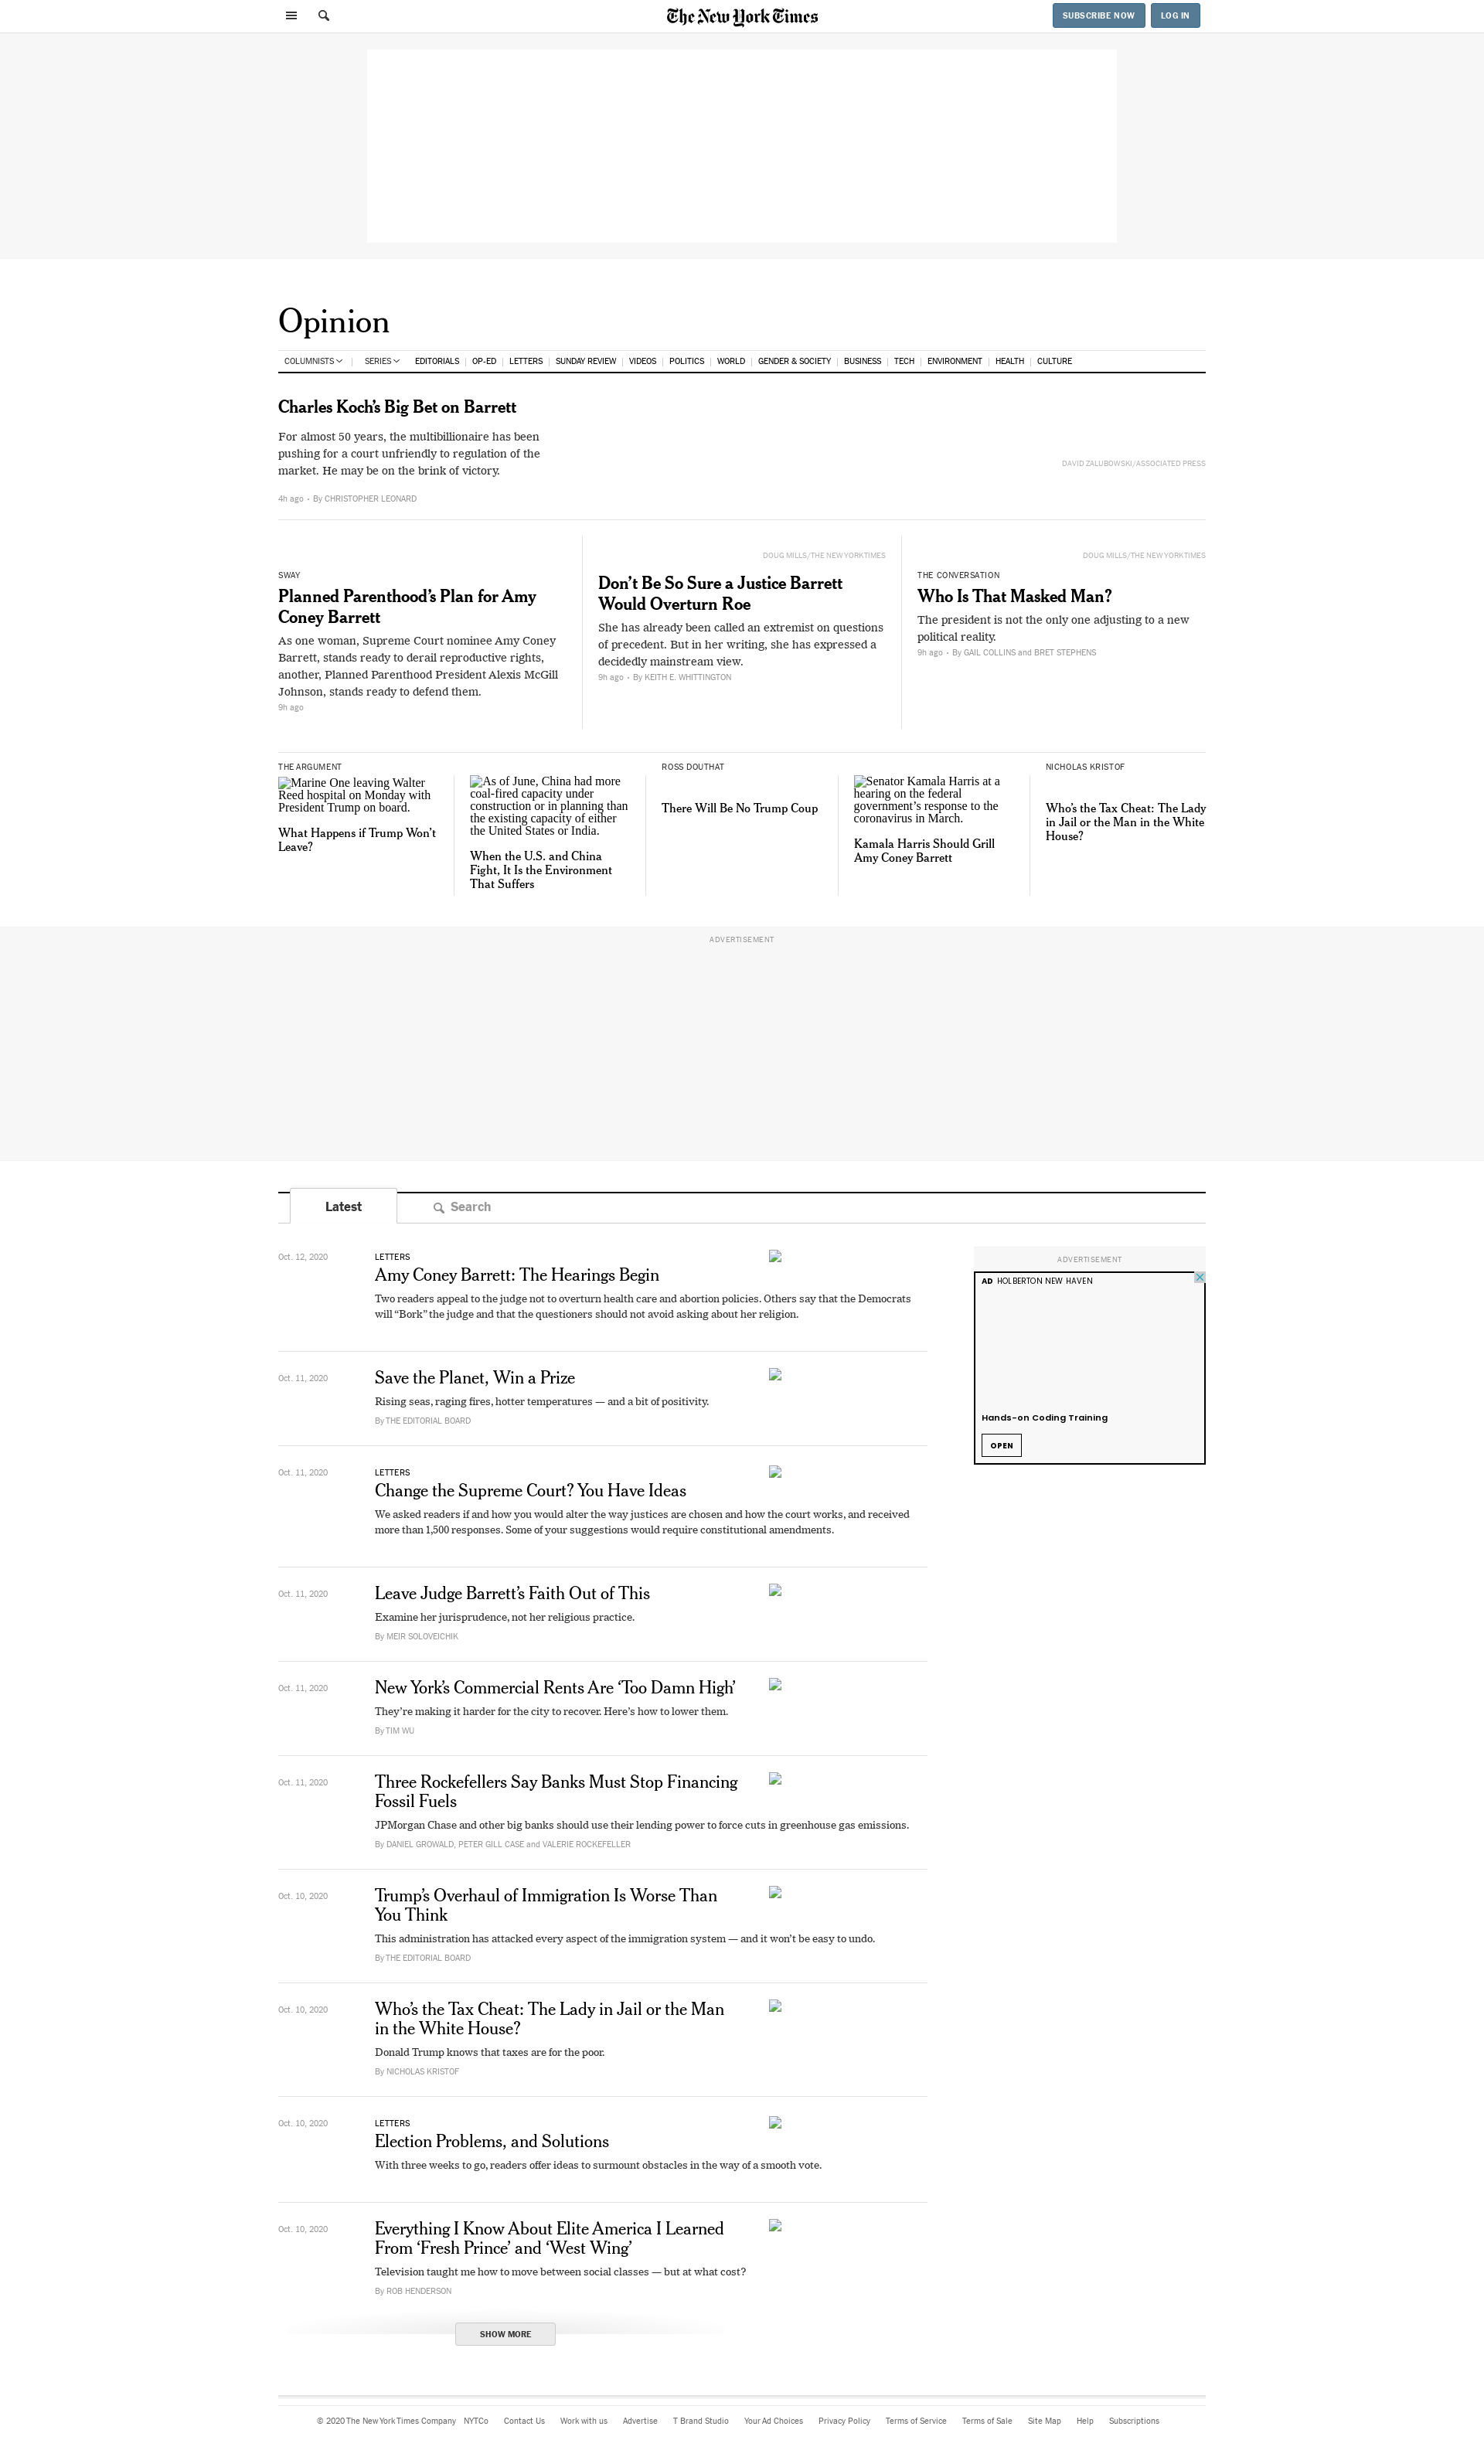 The New York Times
SUBSCRIBE NOW
LOG IN
Opinion
COLUMNISTS
SERIES
EDITORIALS
OP-ED
LETTERS
SUNDAY REVIEW
VIDEOS
POLITICS
WORLD
GENDER & SOCIETY
BUSINESS
TECH
ENVIRONMENT
HEALTH
CULTURE
Charles Koch’s Big Bet on Barrett
For almost 50 years, the multibillionaire has been
pushing for a court unfriendly to regulation of the
market. He may be on the brink of victory.
4h ago • By CHRISTOPHER LEONARD
DAVID ZALUBOWSKI/ASSOCIATED PRESS
SWAY
Planned Parenthood’s Plan for Amy
Coney Barrett
As one woman, Supreme Court nominee Amy Coney
Barrett, stands ready to derail reproductive rights,
another, Planned Parenthood President Alexis McGill
Johnson, stands ready to defend them.
9h ago
DOUG MILLS/THE NEW YORK TIMES
Don’t Be So Sure a Justice Barrett
Would Overturn Roe
She has already been called an extremist on questions
of precedent. But in her writing, she has expressed a
decidedly mainstream view.
9h ago • By KEITH E. WHITTINGTON
DOUG MILLS/THE NEW YORK TIMES
THE CONVERSATION
Who Is That Masked Man?
The president is not the only one adjusting to a new
political reality.
9h ago • By GAIL COLLINS and BRET STEPHENS
THE ARGUMENT
Marine One leaving Walter
Reed hospital on Monday with
President Trump on board.
What Happens if Trump Won’t
Leave?
As of June, China had more
coal-fired capacity under
construction or in planning than
the existing capacity of either
the United States or India.
When the U.S. and China
Fight, It Is the Environment
That Suffers
ROSS DOUTHAT
There Will Be No Trump Coup
Senator Kamala Harris at a
hearing on the federal
government’s response to the
coronavirus in March.
Kamala Harris Should Grill
Amy Coney Barrett
NICHOLAS KRISTOF
Who’s the Tax Cheat: The Lady
in Jail or the Man in the White
House?
ADVERTISEMENT
Latest
Search
Oct. 12, 2020
LETTERS
Amy Coney Barrett: The Hearings Begin
Two readers appeal to the judge not to overturn health care and abortion policies. Others say that the Democrats
will “Bork” the judge and that the questioners should not avoid asking about her religion.
ADVERTISEMENT
AD HOLBERTON NEW HAVEN
Hands-on Coding Training
OPEN
Oct. 11, 2020
Save the Planet, Win a Prize
Rising seas, raging fires, hotter temperatures — and a bit of positivity.
By THE EDITORIAL BOARD
Oct. 11, 2020
LETTERS
Change the Supreme Court? You Have Ideas
We asked readers if and how you would alter the way justices are chosen and how the court works, and received
more than 1,500 responses. Some of your suggestions would require constitutional amendments.
Oct. 11, 2020
Leave Judge Barrett’s Faith Out of This
Examine her jurisprudence, not her religious practice.
By MEIR SOLOVEICHIK
Oct. 11, 2020
New York’s Commercial Rents Are ‘Too Damn High’
They’re making it harder for the city to recover. Here’s how to lower them.
By TIM WU
Oct. 11, 2020
Three Rockefellers Say Banks Must Stop Financing
Fossil Fuels
JPMorgan Chase and other big banks should use their lending power to force cuts in greenhouse gas emissions.
By DANIEL GROWALD, PETER GILL CASE and VALERIE ROCKEFELLER
Oct. 10, 2020
Trump’s Overhaul of Immigration Is Worse Than
You Think
This administration has attacked every aspect of the immigration system — and it won’t be easy to undo.
By THE EDITORIAL BOARD
Oct. 10, 2020
Who’s the Tax Cheat: The Lady in Jail or the Man
in the White House?
Donald Trump knows that taxes are for the poor.
By NICHOLAS KRISTOF
Oct. 10, 2020
LETTERS
Election Problems, and Solutions
With three weeks to go, readers offer ideas to surmount obstacles in the way of a smooth vote.
Oct. 10, 2020
Everything I Know About Elite America I Learned
From ‘Fresh Prince’ and ‘West Wing’
Television taught me how to move between social classes — but at what cost?
By ROB HENDERSON
SHOW MORE
© 2020 The New York Times Company
NYTCo
Contact Us
Work with us
Advertise
T Brand Studio
Your Ad Choices
Privacy Policy
Terms of Service
Terms of Sale
Site Map
Help
Subscriptions